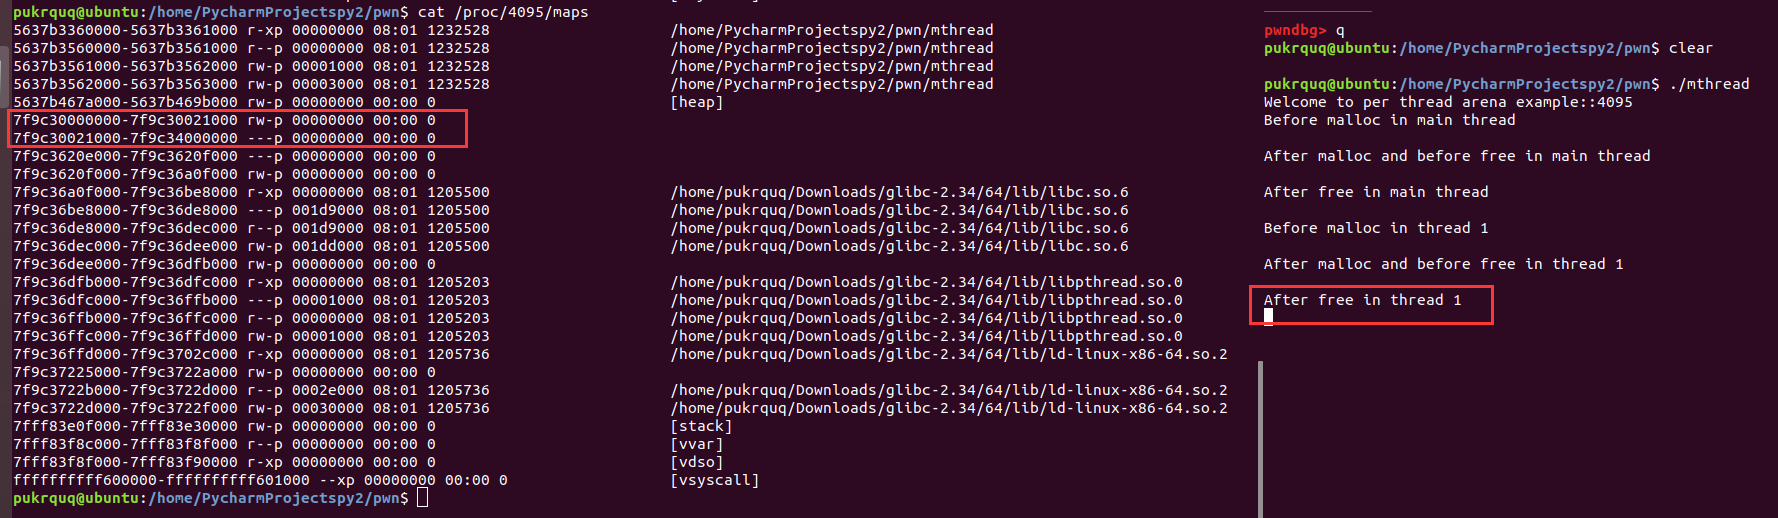 pukrquq@ubuntu:/home/PycharmProjectspy2/pwn$ cat /proc/4095/maps
5637b3360000-5637b3361000 r-xp 00000000 08:01 1232528 /home/PycharmProjectspy2/pwn/mthread
5637b3560000-5637b3561000 r--p 00000000 08:01 1232528 /home/PycharmProjectspy2/pwn/mthread
5637b3561000-5637b3562000 rw-p 00001000 08:01 1232528 /home/PycharmProjectspy2/pwn/mthread
5637b3562000-5637b3563000 rw-p 00003000 08:01 1232528 /home/PycharmProjectspy2/pwn/mthread
5637b467a000-5637b469b000 rw-p 00000000 00:00 0 [heap]
7f9c30000000-7f9c30021000 rw-p 00000000 00:00 0
7f9c30021000-7f9c34000000 ---p 00000000 00:00 0
7f9c3620e000-7f9c3620f000 ---p 00000000 00:00 0
7f9c3620f000-7f9c36a0f000 rw-p 00000000 00:00 0
7f9c36a0f000-7f9c36be8000 r-xp 00000000 08:01 1205500 /home/pukrquq/Downloads/glibc-2.34/64/lib/libc.so.6
7f9c36be8000-7f9c36de8000 ---p 001d9000 08:01 1205500 /home/pukrquq/Downloads/glibc-2.34/64/lib/libc.so.6
7f9c36de8000-7f9c36dec000 r--p 001d9000 08:01 1205500 /home/pukrquq/Downloads/glibc-2.34/64/lib/libc.so.6
7f9c36dec000-7f9c36dee000 rw-p 001dd000 08:01 1205500 /home/pukrquq/Downloads/glibc-2.34/64/lib/libc.so.6
7f9c36dee000-7f9c36dfb000 rw-p 00000000 00:00 0
7f9c36dfb000-7f9c36dfc000 r-xp 00000000 08:01 1205203 /home/pukrquq/Downloads/glibc-2.34/64/lib/libpthread.so.0
7f9c36dfc000-7f9c36ffb000 ---p 00001000 08:01 1205203 /home/pukrquq/Downloads/glibc-2.34/64/lib/libpthread.so.0
7f9c36ffb000-7f9c36ffc000 r--p 00000000 08:01 1205203 /home/pukrquq/Downloads/glibc-2.34/64/lib/libpthread.so.0
7f9c36ffc000-7f9c36ffd000 rw-p 00001000 08:01 1205203 /home/pukrquq/Downloads/glibc-2.34/64/lib/libpthread.so.0
7f9c36ffd000-7f9c3702c000 r-xp 00000000 08:01 1205736 /home/pukrquq/Downloads/glibc-2.34/64/lib/ld-linux-x86-64.so.2
7f9c37225000-7f9c3722a000 rw-p 00000000 00:00 0
7f9c3722b000-7f9c3722d000 r--p 0002e000 08:01 1205736 /home/pukrquq/Downloads/glibc-2.34/64/lib/ld-linux-x86-64.so.2
7f9c3722d000-7f9c3722f000 rw-p 00030000 08:01 1205736 /home/pukrquq/Downloads/glibc-2.34/64/lib/ld-linux-x86-64.so.2
7fff83e0f000-7fff83e30000 rw-p 00000000 00:00 0 [stack]
7fff83f8c000-7fff83f8f000 r--p 00000000 00:00 0 [vvar]
7fff83f8f000-7fff83f90000 r-xp 00000000 00:00 0 [vdso]
ffffffffff600000-ffffffffff601000 --xp 00000000 00:00 0 [vsyscall]
pukrquq@ubuntu:/home/PycharmProjectspy2/pwn$
pwndbg> q
pukrquq@ubuntu:/home/PycharmProjectspy2/pwn$ clear
pukrquq@ubuntu:/home/PycharmProjectspy2/pwn$ ./mthread
Welcome to per thread arena example::4095
Before malloc in main thread
After malloc and before free in main thread
After free in main thread
Before malloc in thread 1
After malloc and before free in thread 1
After free in thread 1